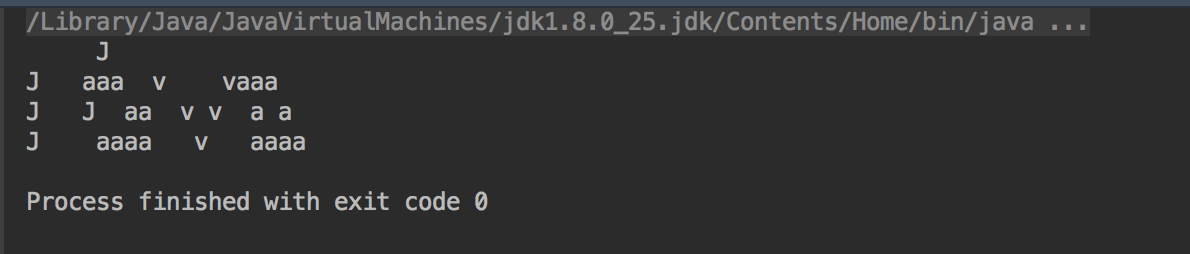 /Library/Java/JavaVirtualMachines/jdk1.8.0_25.jdk/Contents/Home/bin/java ...
     J
J   aaa  v    vaaa
J   J  aa  v v  a a
J    aaaa   v   aaaa

Process finished with exit code 0